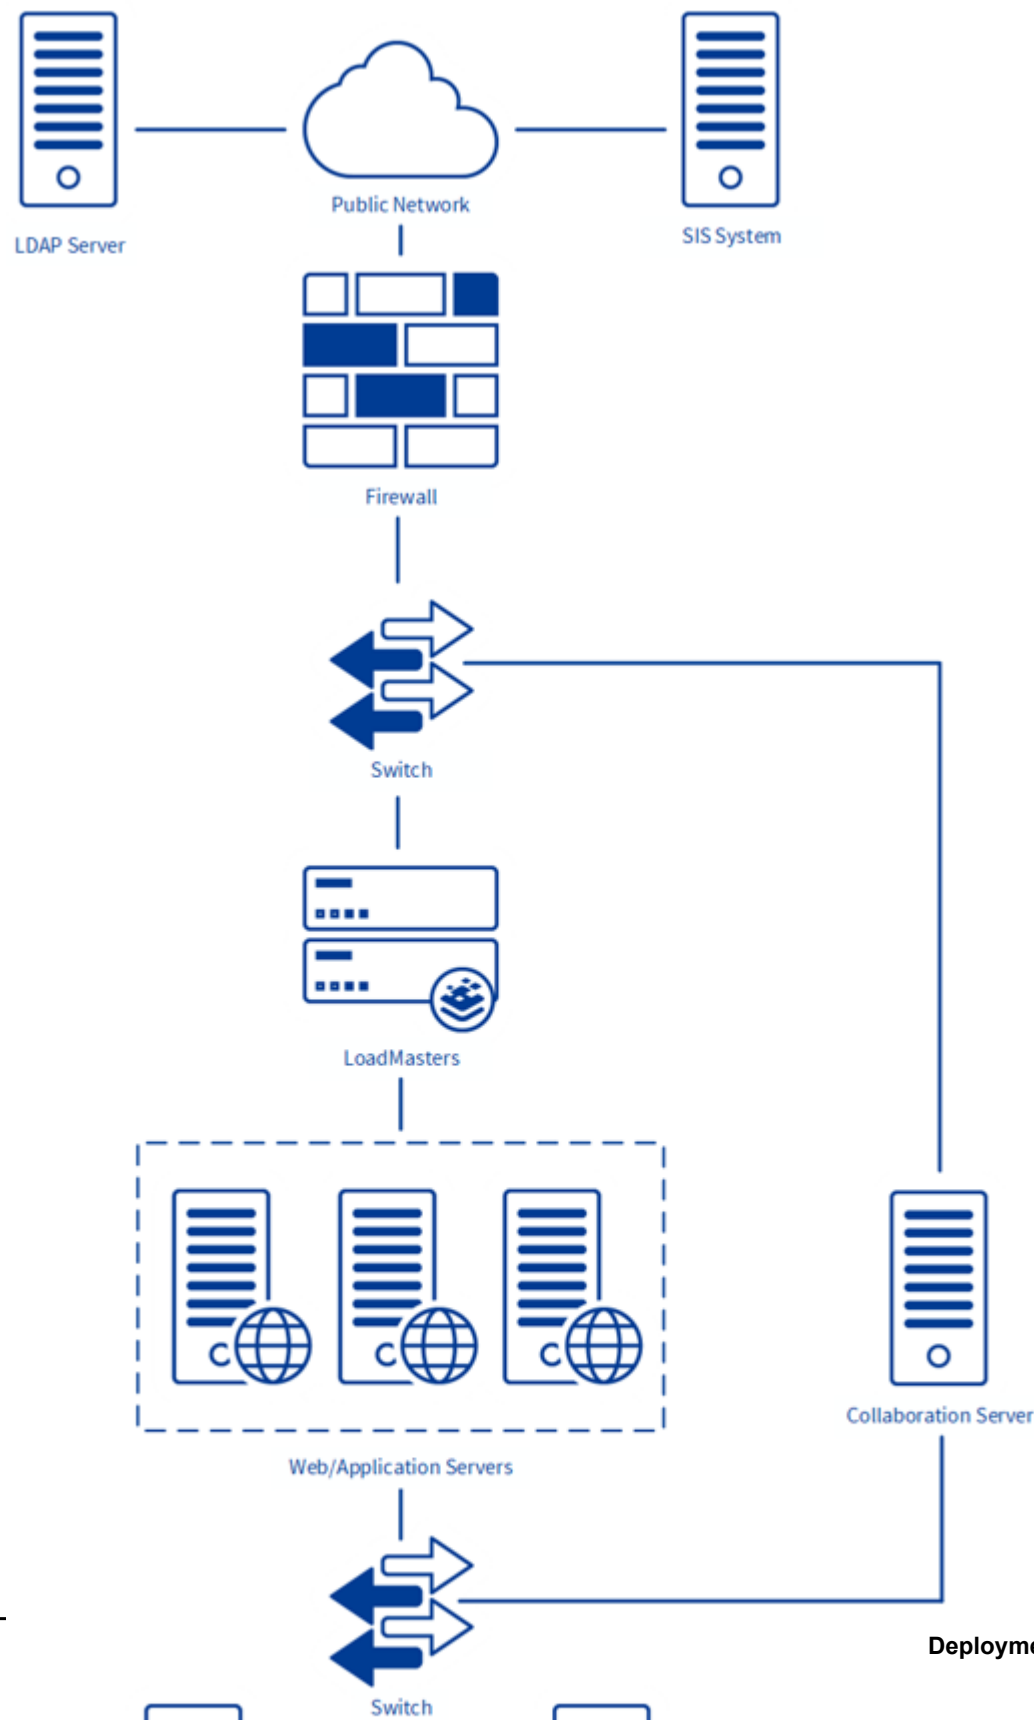 Public Network
LDAP Server
SIS System
Firewall
Switch
LoadMasters
Collaboration Server
Web/Application Servers
Switch